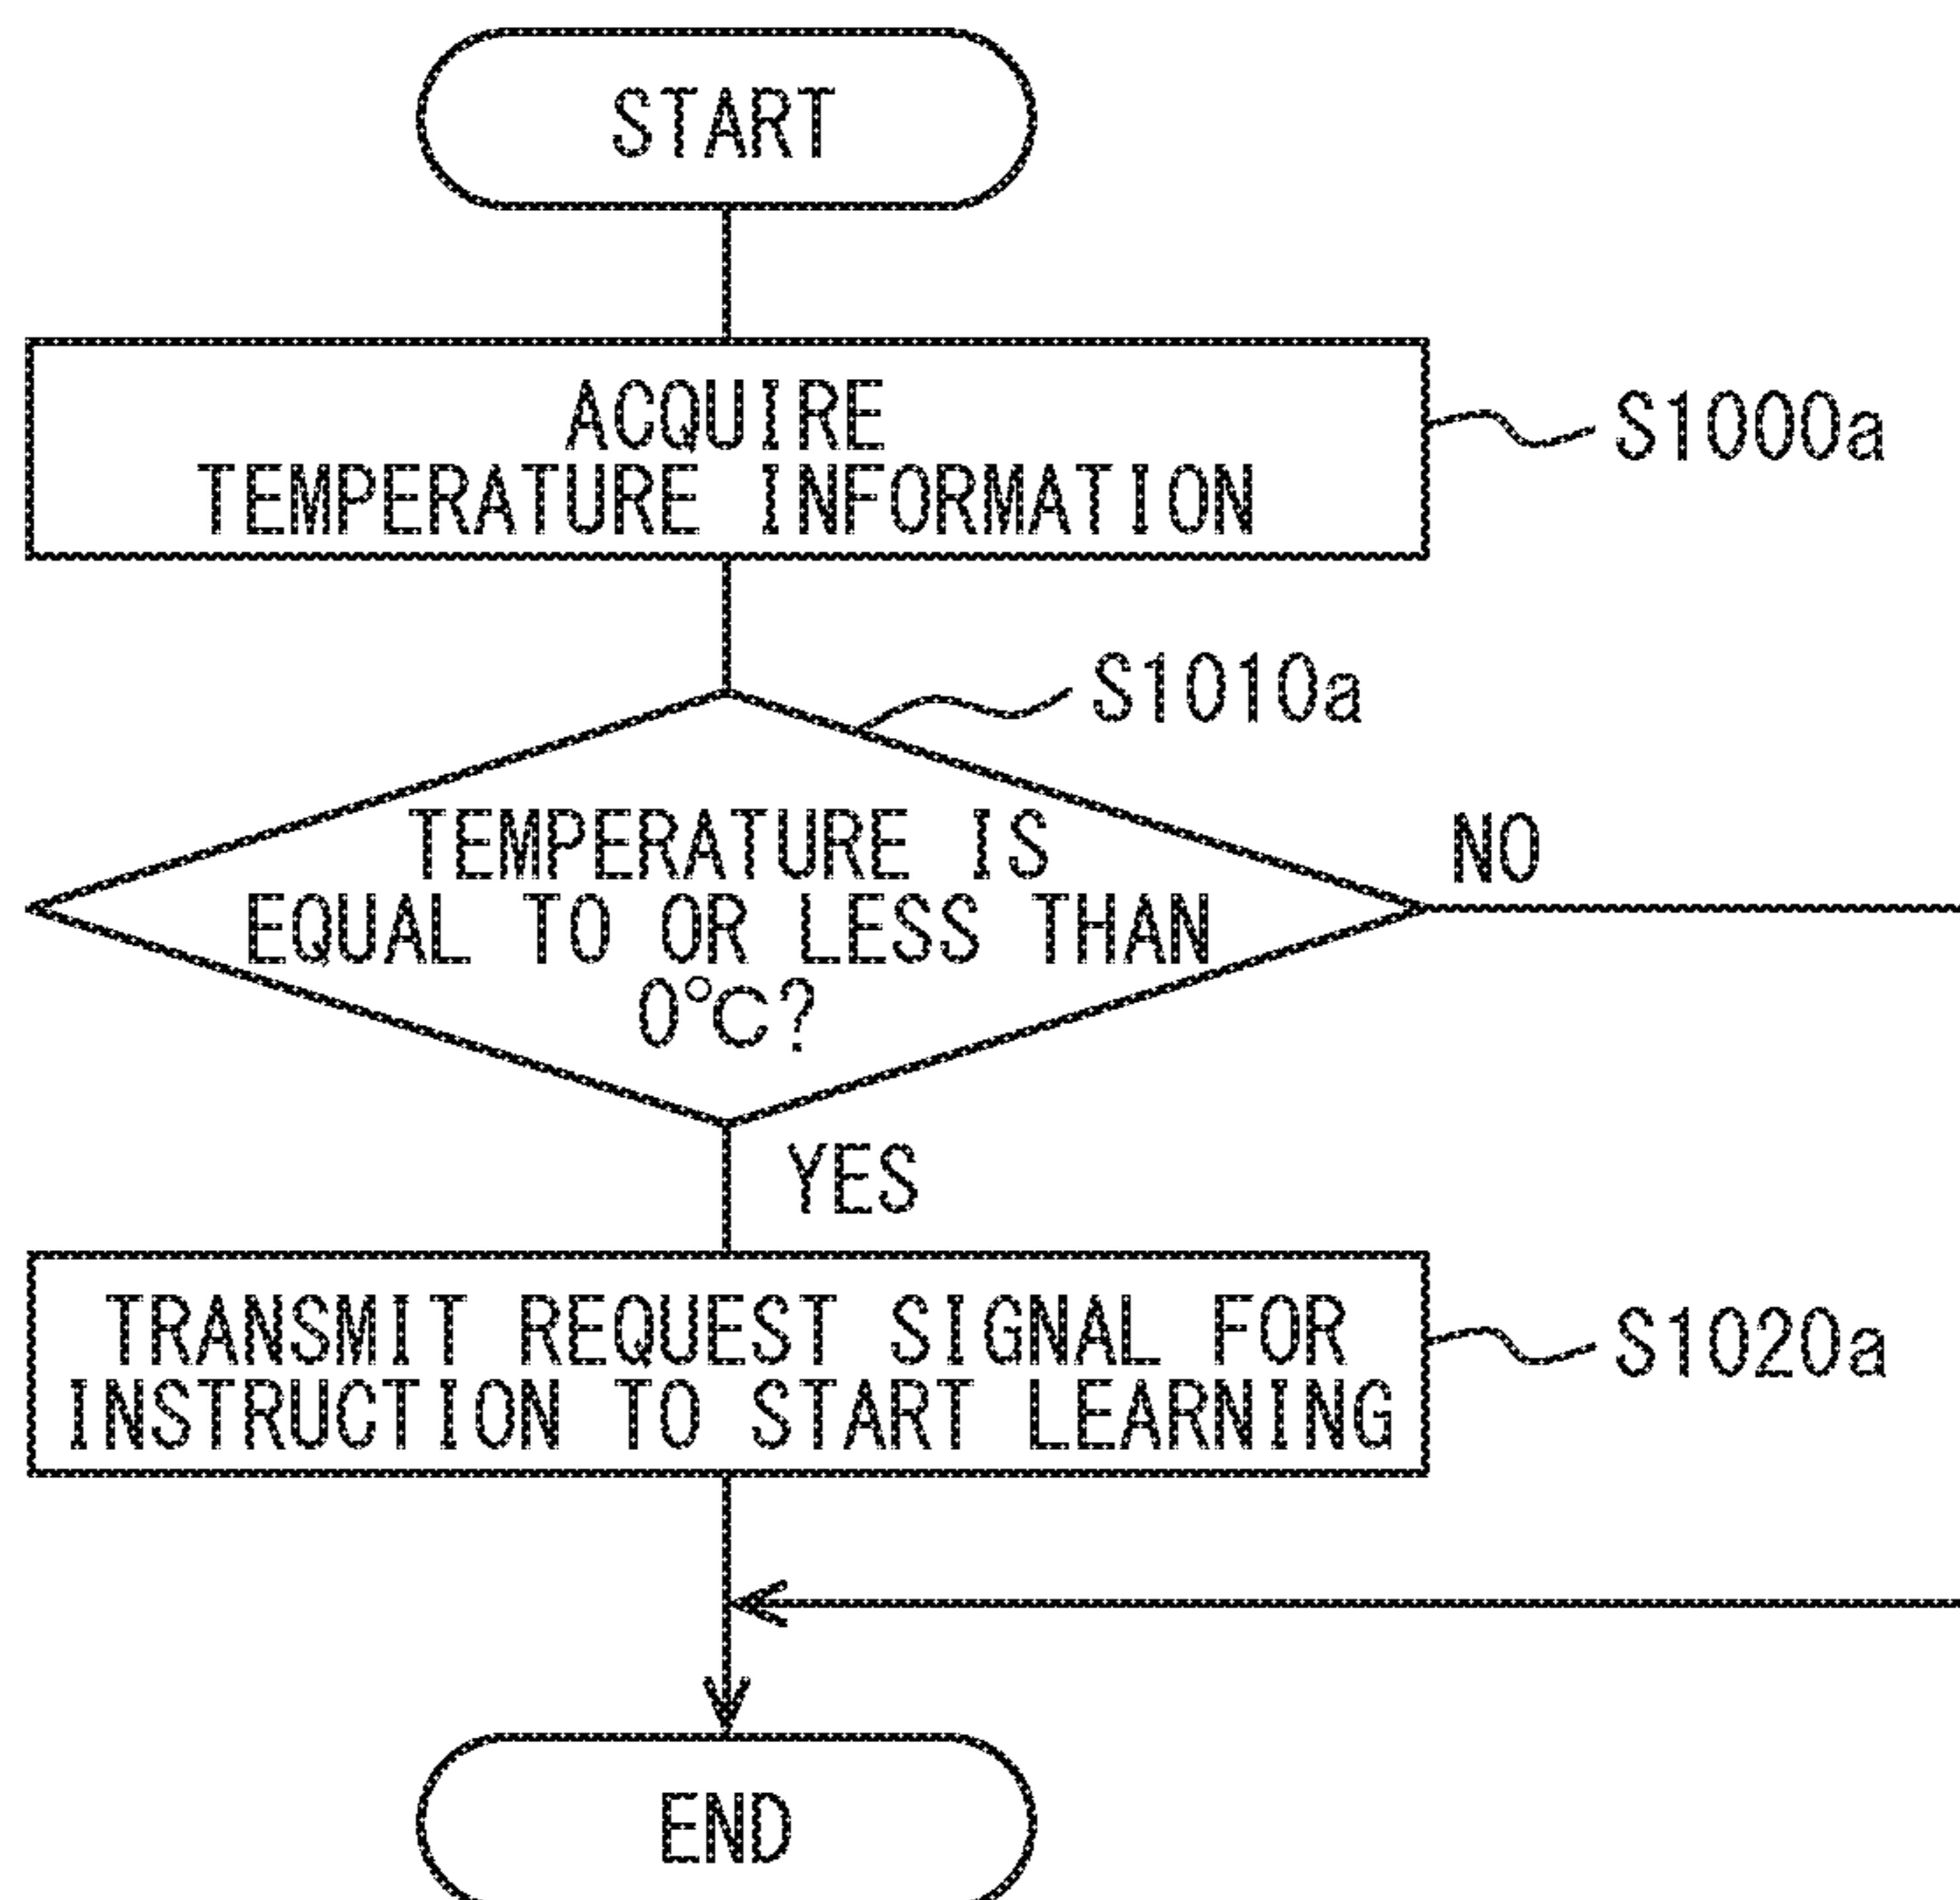 START
ACQUIRE
TEMPERATURE INFORMATION
S1000a
S1010a
TEMPERATURE IS
EQUAL TO OR LESS THAN
0℃?
NO
YES
TRANSMIT REQUEST SIGNAL FOR
INSTRUCTION TO START LEARNING
S1020a
END